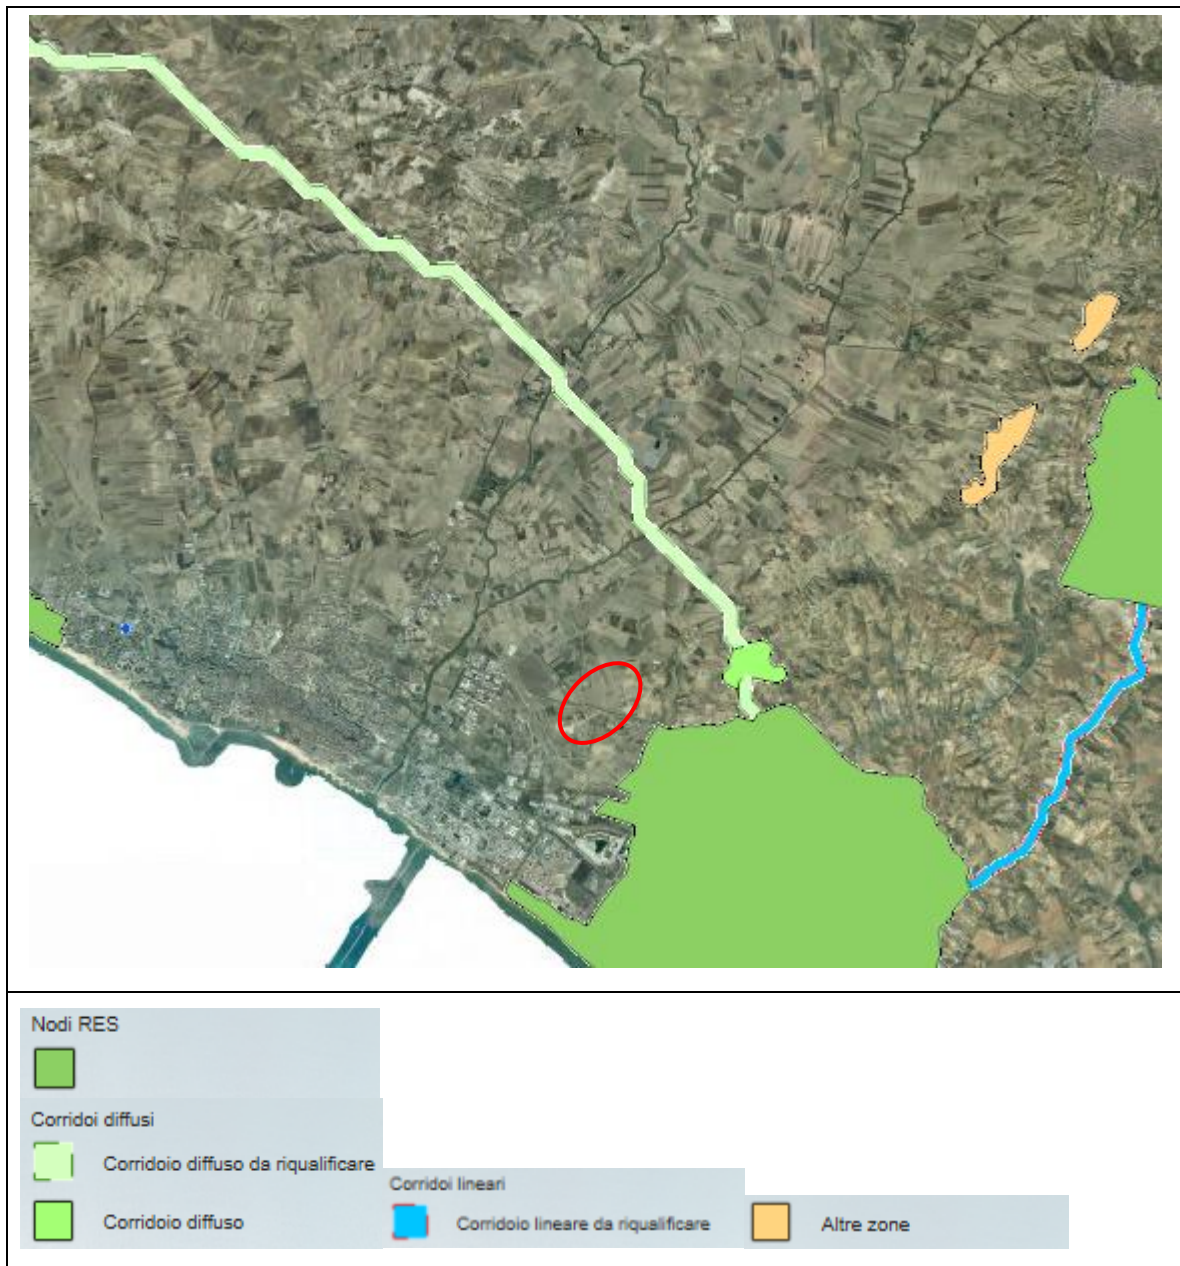 Nodi RES
Corridoi diffusi
Corridoio diffuso da riqualificare
Corridoio diffuso
Corridoi lineari
Corridoio lineare da riqualificare
Altre zone